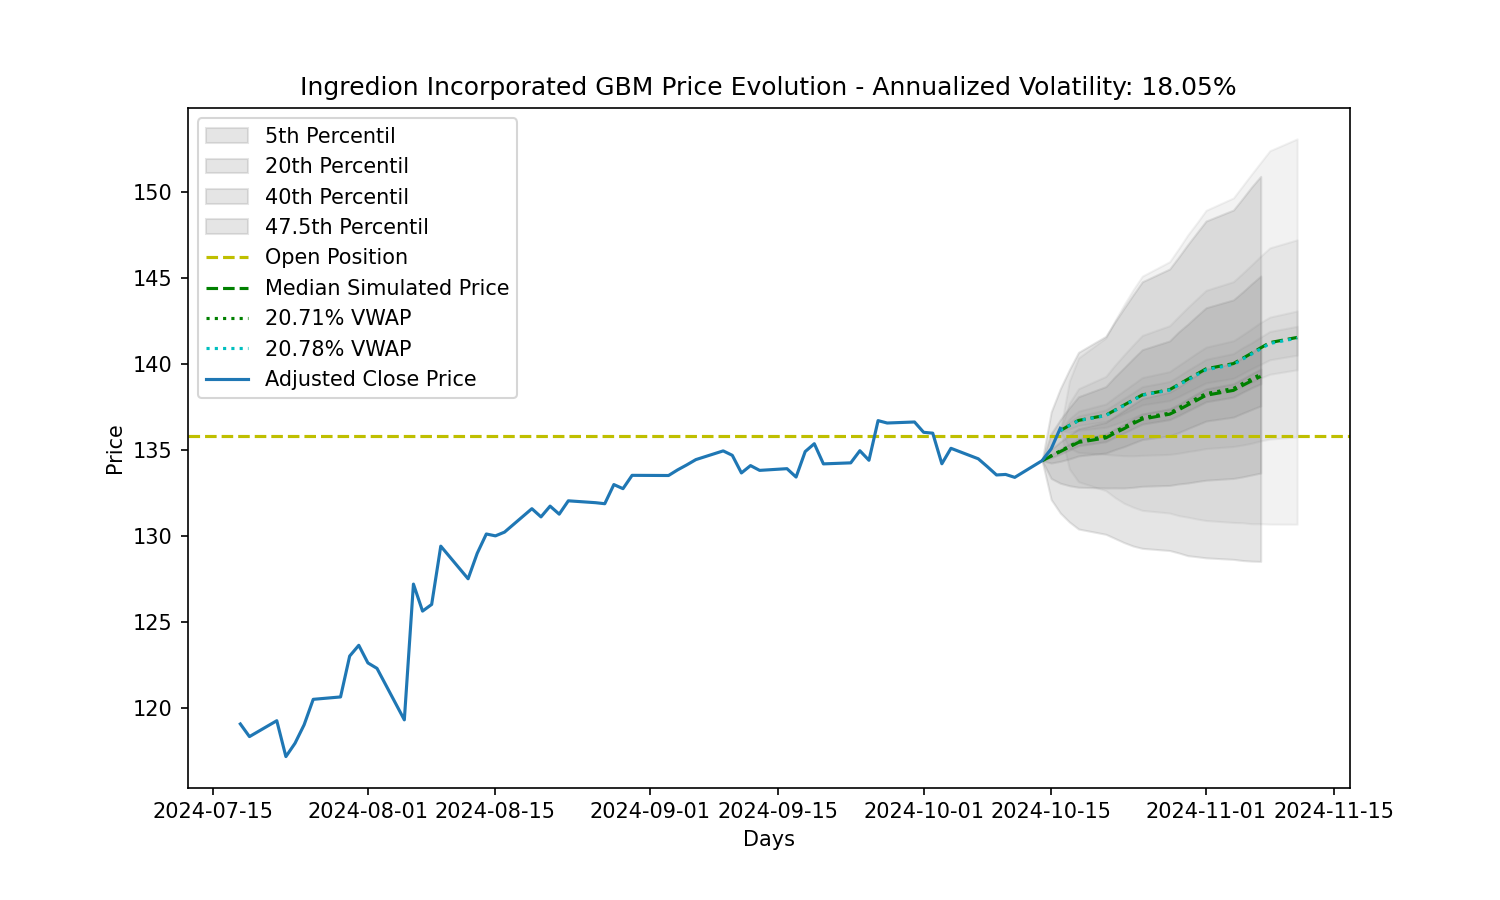 Ingredion Incorporated GBM Price Evolution - Annualized Volatility: 18.05%
5th Percentil
20th Percentil
40th Percentil
47.5th Percentil
Open Position
Median Simulated Price
20.71% VWAP
20.78% VWAP
Adjusted Close Price
Price
150
145
140
135
130
125
120
2024-07-15 2024-08-01 2024-08-15 2024-09-01 2024-09-15 2024-10-01 2024-10-15 2024-11-01 2024-11-15
Days